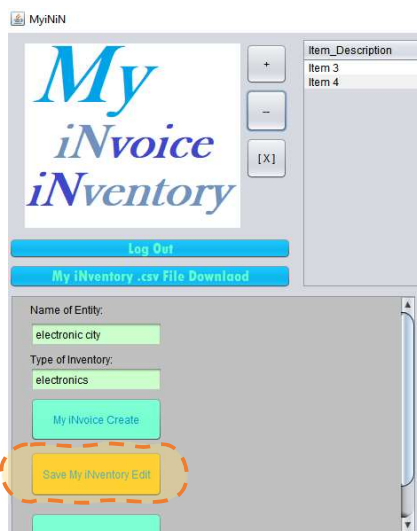 MyiNiN
My
iNvoice
iNventory
+
--
[X]
Item_Description
Item 3
Item 4
Log Out
My iNventory .csv File Downlaod
Name of Entity:
electronic city
Type of Inventory:
electronics
My iNvoice Create
Save My iNventory Edit